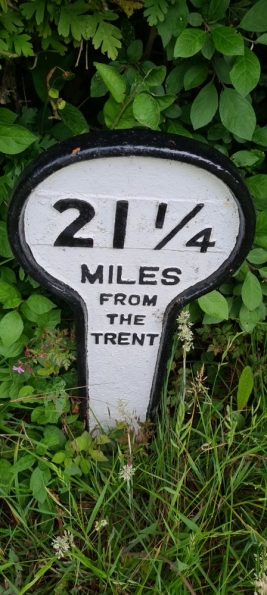 21 1/4
MILES
FROM
THE
TRENT